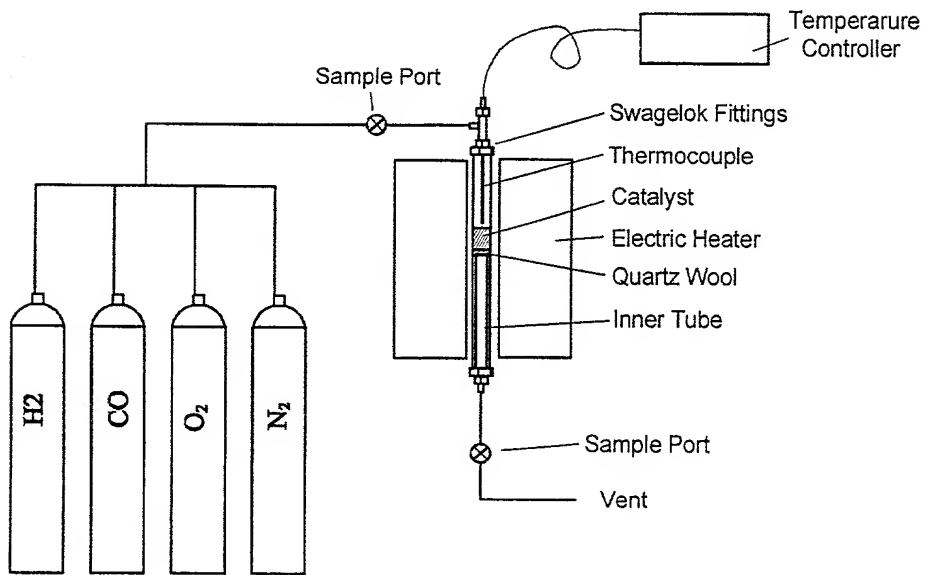 Temperarure
Controller
Sample Port
Swagelok Fittings
Thermocouple
Catalyst
Electric Heater
Quartz Wool
Inner Tube
H2
CO
O₂
N₂
Sample Port
Vent